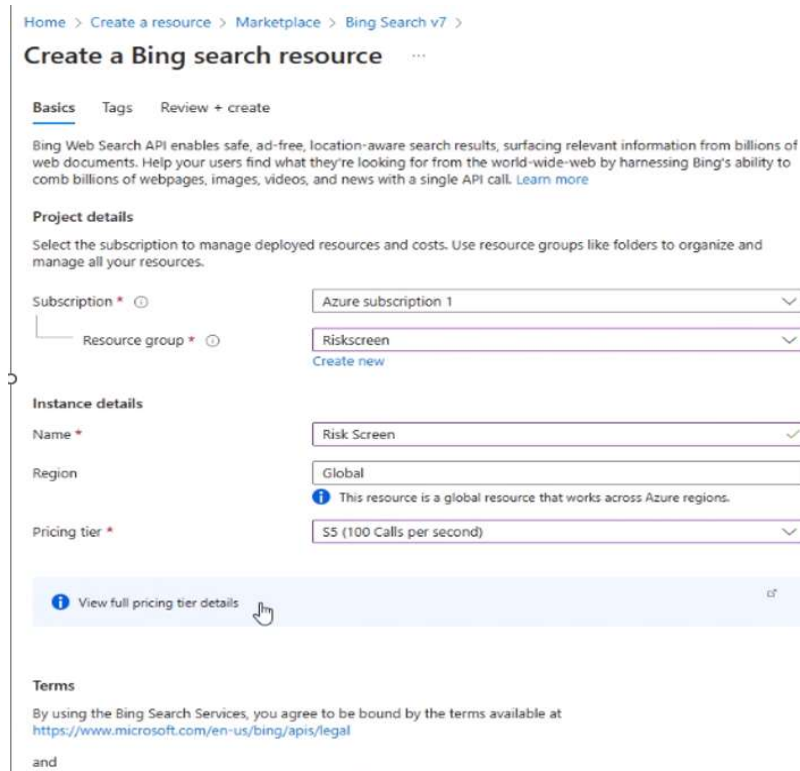 Home > Create a resource > Marketplace > Bing Search v7 >
Create a Bing search resource ...
Basics Tags Review + create
Bing Web Search API enables safe, ad-free, location-aware search results, surfacing relevant information from billions of
web documents. Help your users find what they're looking for from the world-wide-web by harnessing Bing's ability to
comb billions of webpages, images, videos, and news with a single API call. Learn more
Project details
Select the subscription to manage deployed resources and costs. Use resource groups like folders to organize and
manage all your resources.
Subscription * Azure subscription 1
Resource group * Riskscreen
Create new
Instance details
Name * Risk Screen
Region Global
This resource is a global resource that works across Azure regions.
Pricing tier * S5 (100 Calls per second)
View full pricing tier details
Terms
By using the Bing Search Services, you agree to be bound by the terms available at
https://www.microsoft.com/en-us/bing/apis/legal
and